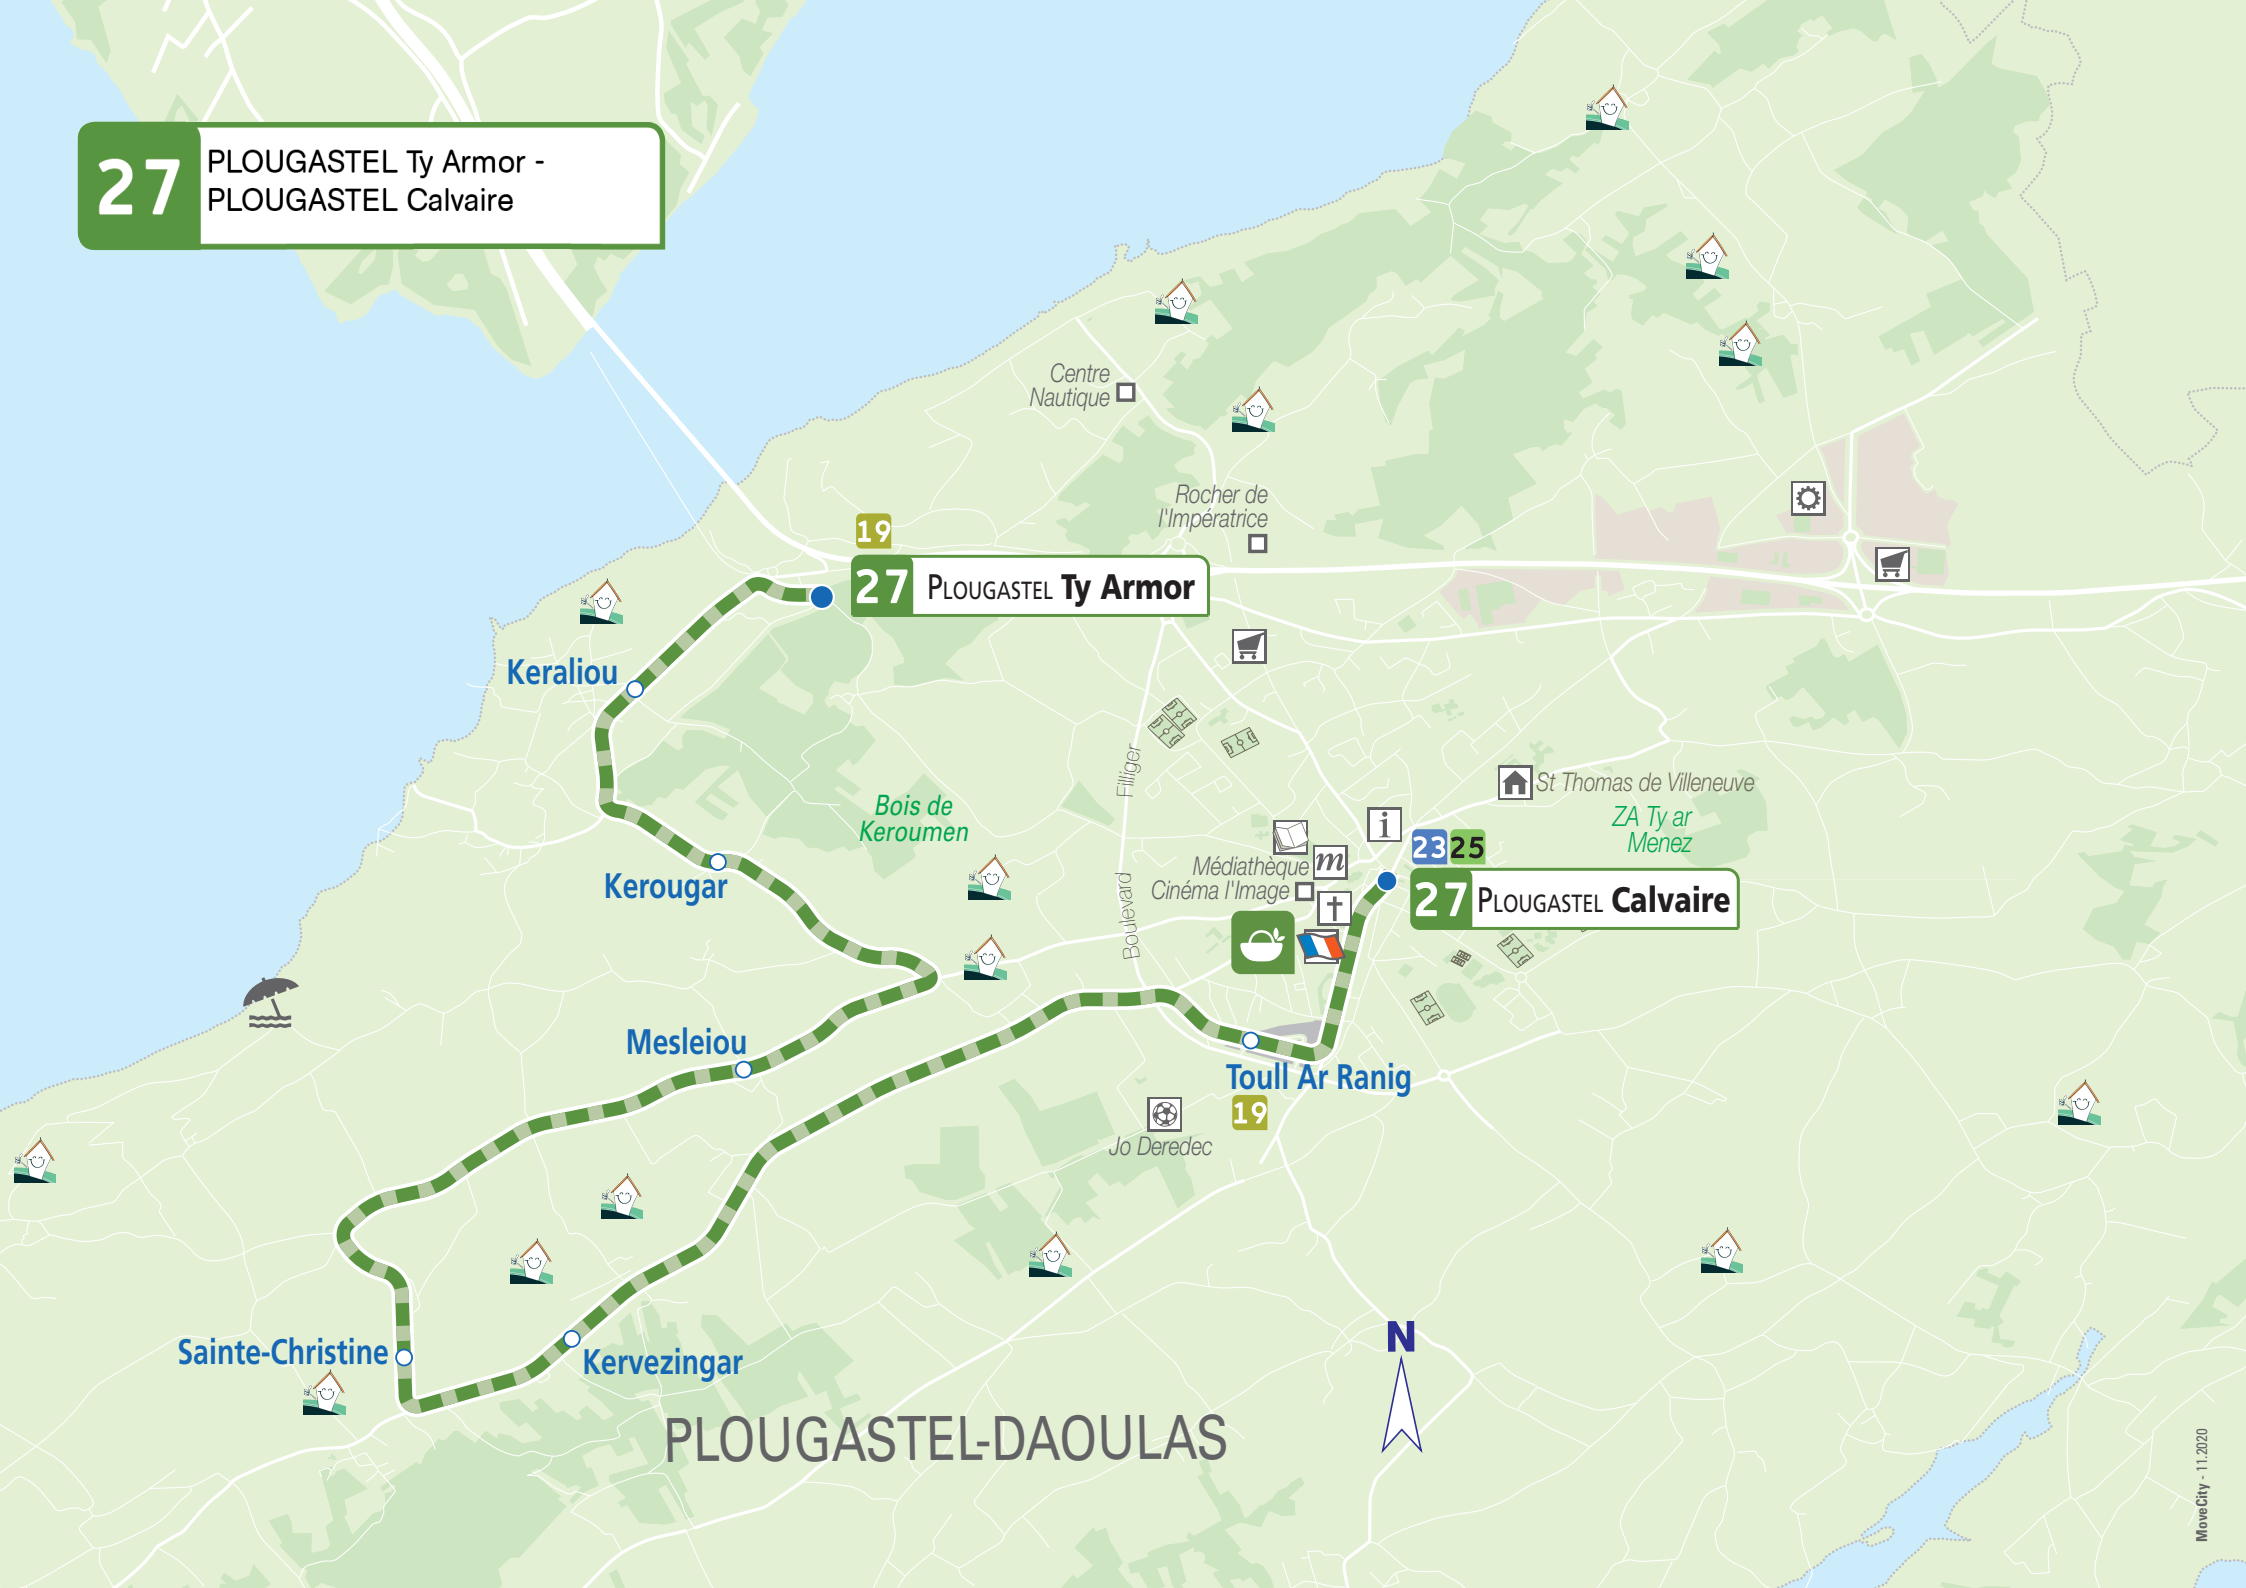 27
PLOUGASTEL Ty Armor -
PLOUGASTEL Calvaire
Centre
Nautique
Rocher de
l'Impératrice
19
27 PLOUGASTEL Ty Armor
Keraliou
Filliger
Boulevard
St Thomas de Villeneuve
ZA Ty ar
Menez
Bois de
Keroumen
i
23 25
Médiathèque
m
Cinéma l'Image
27 PLOUGASTEL Calvaire
Kerougar
Mesleiou
Toull Ar Ranig
19
Jo Deredec
N
Sainte-Christine
Kervezingar
PLOUGASTEL-DAOULAS
MoveCity - 11.2020